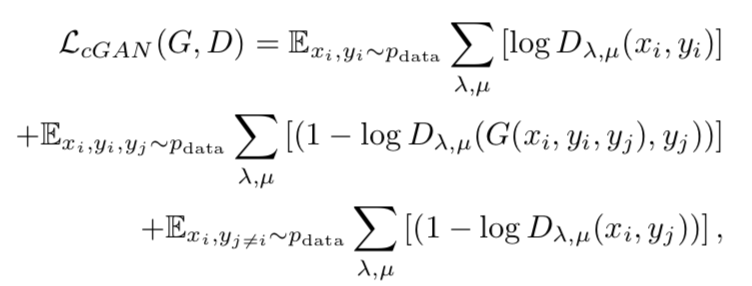 \mathcal{L}_{cGAN}(G, D) = \mathbb{E}_{x_i, y_i \sim p_{\text{data}}} \sum_{\lambda, \mu} [\log D_{\lambda, \mu}(x_i, y_i)]
+\mathbb{E}_{x_i, y_i, y_j \sim p_{\text{data}}} \sum_{\lambda, \mu} [(1 - \log D_{\lambda, \mu}(G(x_i, y_i, y_j), y_j))]
+\mathbb{E}_{x_i, y_{j \neq i} \sim p_{\text{data}}} \sum_{\lambda, \mu} [(1 - \log D_{\lambda, \mu}(x_i, y_j))] ,